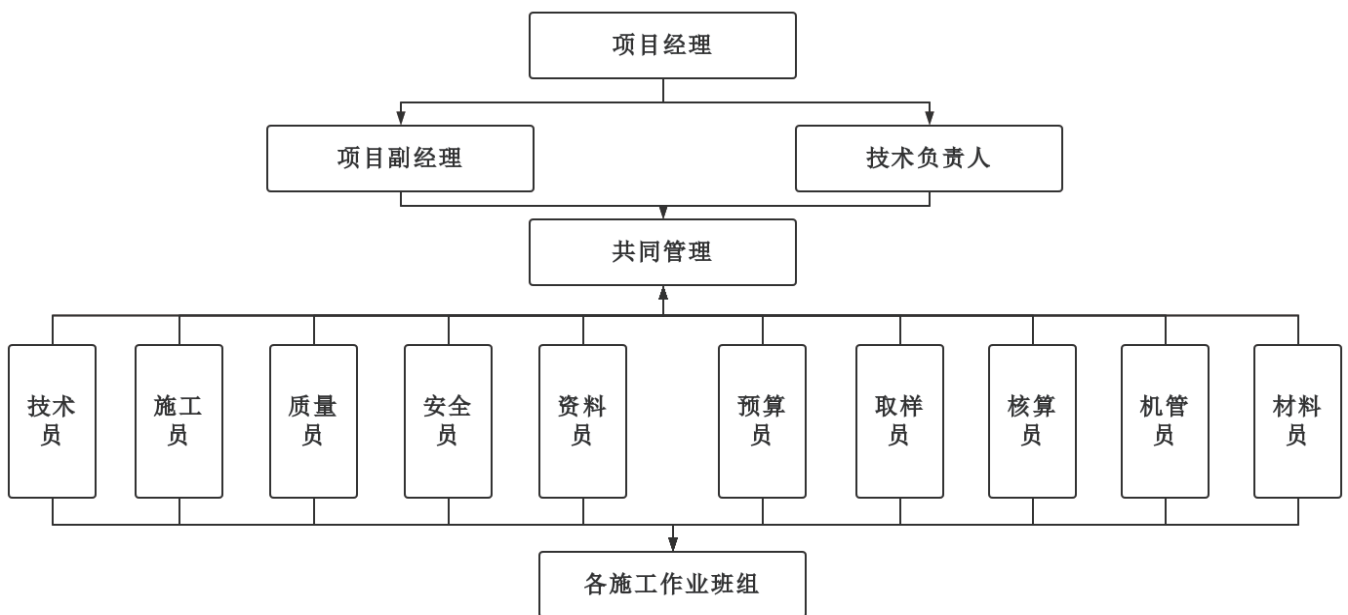 项目经理
项目副经理
技术负责人
共同管理
技术
员
施工
员
质量
员
安全
员
资料
员
预算
员
取样
员
核算
员
机管
员
材料
员
各施工作业班组